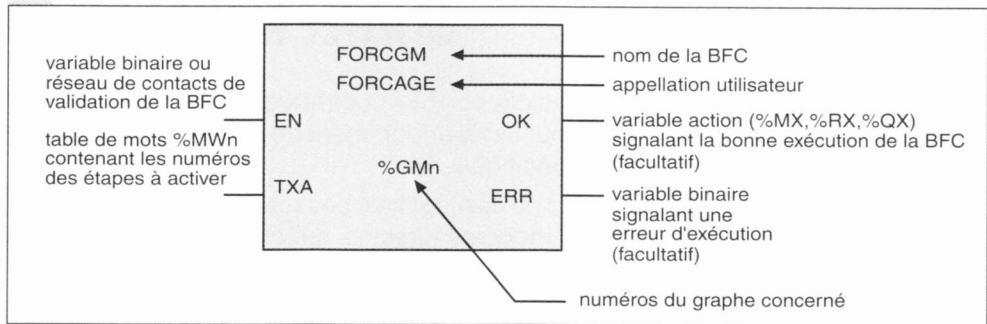 variable binaire ou
réseau de contacts de
validation de la BFC
table de mots %MWn
contenant les numéros
des étapes à activer
FORCGM
FORCAGE
EN
OK
TXA
%GMn
ERR
nom de la BFC
appellation utilisateur
variable action (%MX,%RX,%QX)
signalant la bonne exécution de la BFC
(facultatif)
variable binaire
signalant une
erreur d'exécution
(facultatif)
numéros du graphe concerné